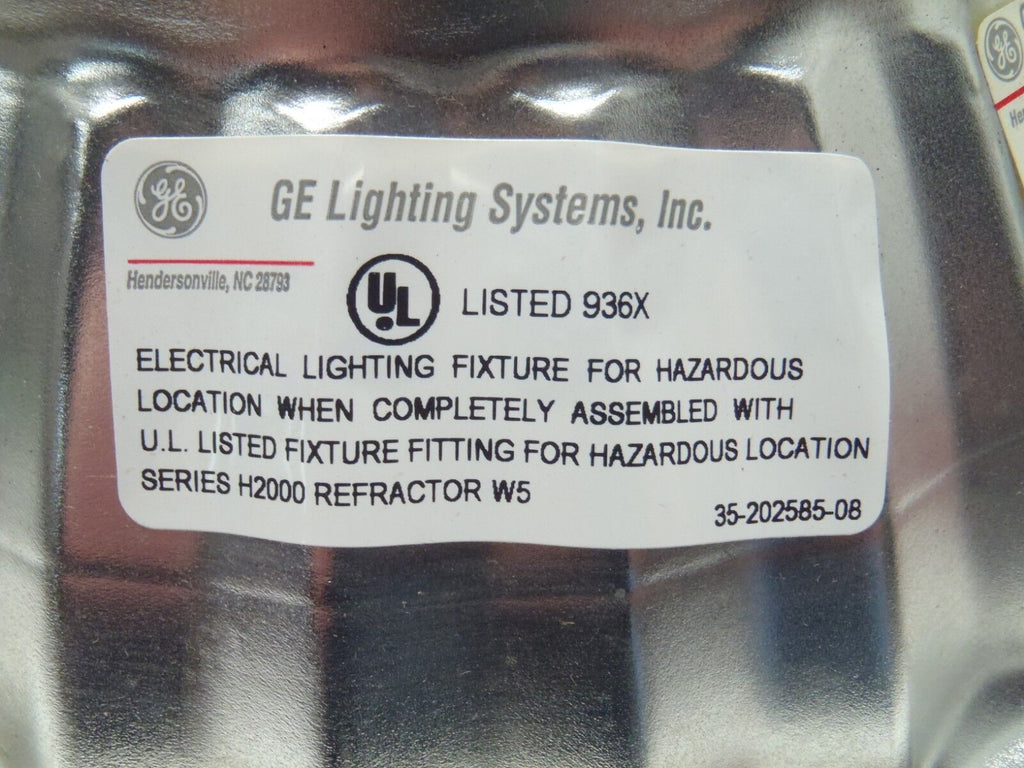 GE Lighting Systems, Inc.
Hendersonville, NC 28793
UL LISTED 936X
ELECTRICAL LIGHTING FIXTURE FOR HAZARDOUS
LOCATION WHEN COMPLETELY ASSEMBLED WITH
U.L. LISTED FIXTURE FITTING FOR HAZARDOUS LOCATION
SERIES H2000 REFRACTOR W5
35-202585-08
GE
He